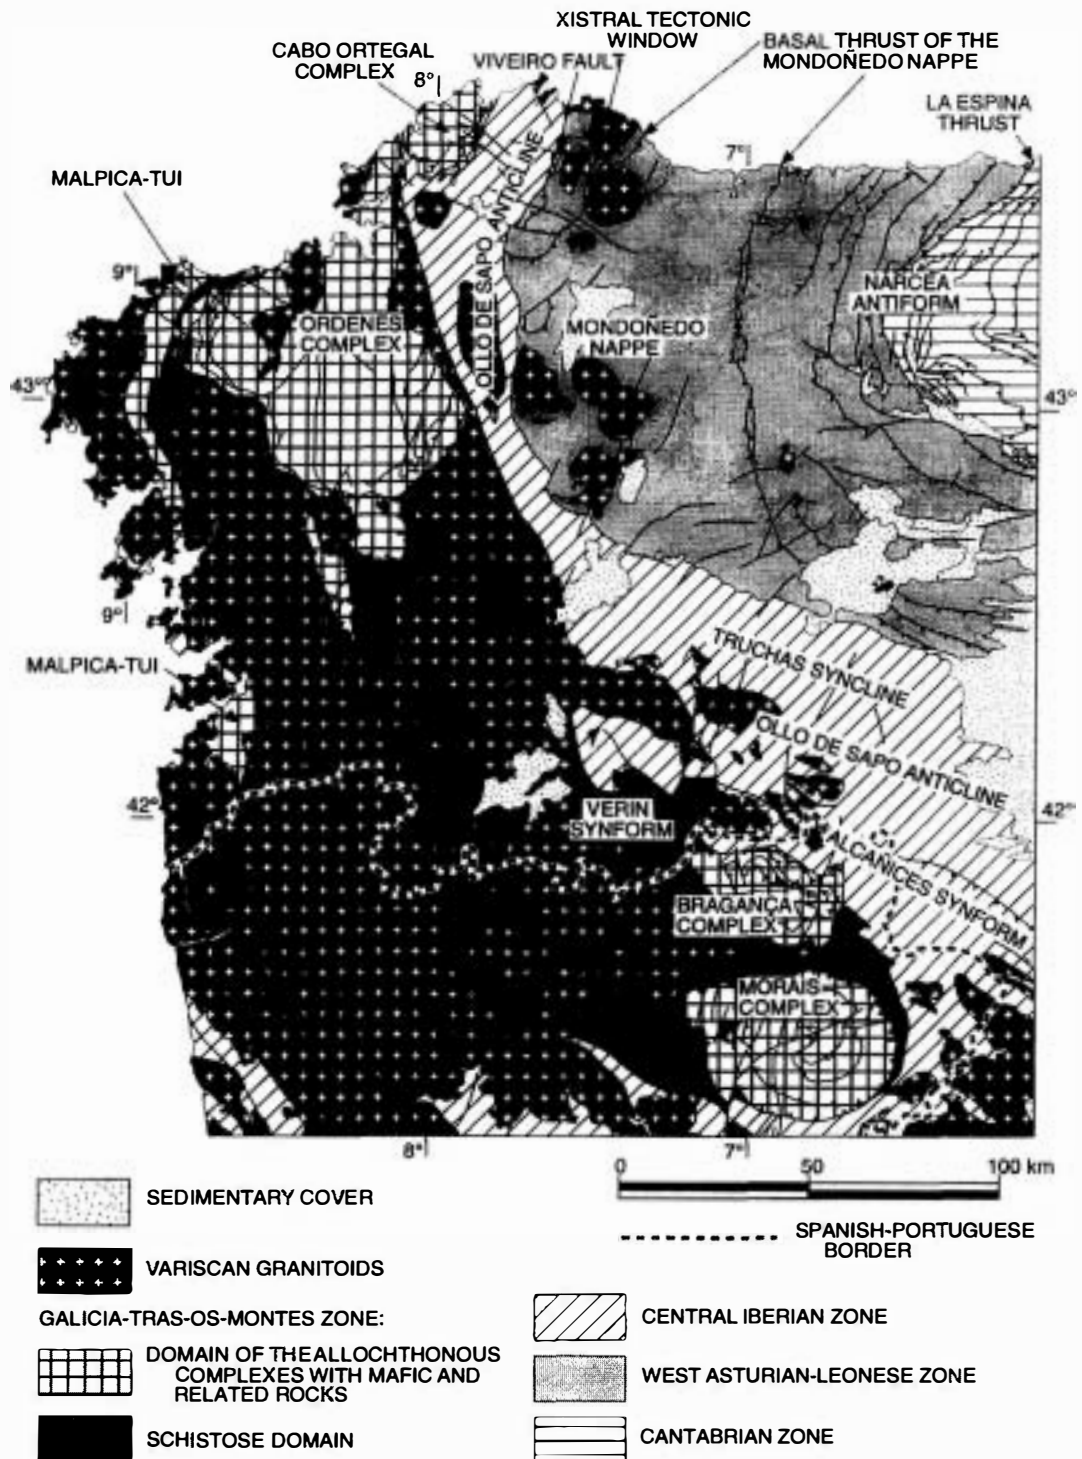 XISTRAL TECTONIC
WINDOW
CABO ORTEGAL
COMPLEX
8°
VIVEIRO FAULT
BASAL THRUST OF THE
MONDOÑEDO NAPPE
LA ESPINA
THRUST
7°
MALPICA-TUI
9°
OLLO DE SAPO ANTICLINE
NARCEA
ANTIFORM
ORDENES
COMPLEX
MONDOÑEDO
NAPPE
43°
43°
9°
MALPICA-TUI
TRUCHAS SYNCLINE
OLLO DE SAPO ANTICLINE
42°
42°
VERIN
SYNFORM
ALCAÑICES SYNFORM
BRAGANÇA
COMPLEX
MORAIS
COMPLEX
8°
7°
0 50 100 km
SEDIMENTARY COVER
SPANISH-PORTUGUESE
BORDER
VARISCAN GRANITOIDS
GALICIA-TRAS-OS-MONTES ZONE:
DOMAIN OF THE ALLOCHTHONOUS
COMPLEXES WITH MAFIC AND
RELATED ROCKS
SCHISTOSE DOMAIN
CENTRAL IBERIAN ZONE
WEST ASTURIAN-LEONESE ZONE
CANTABRIAN ZONE